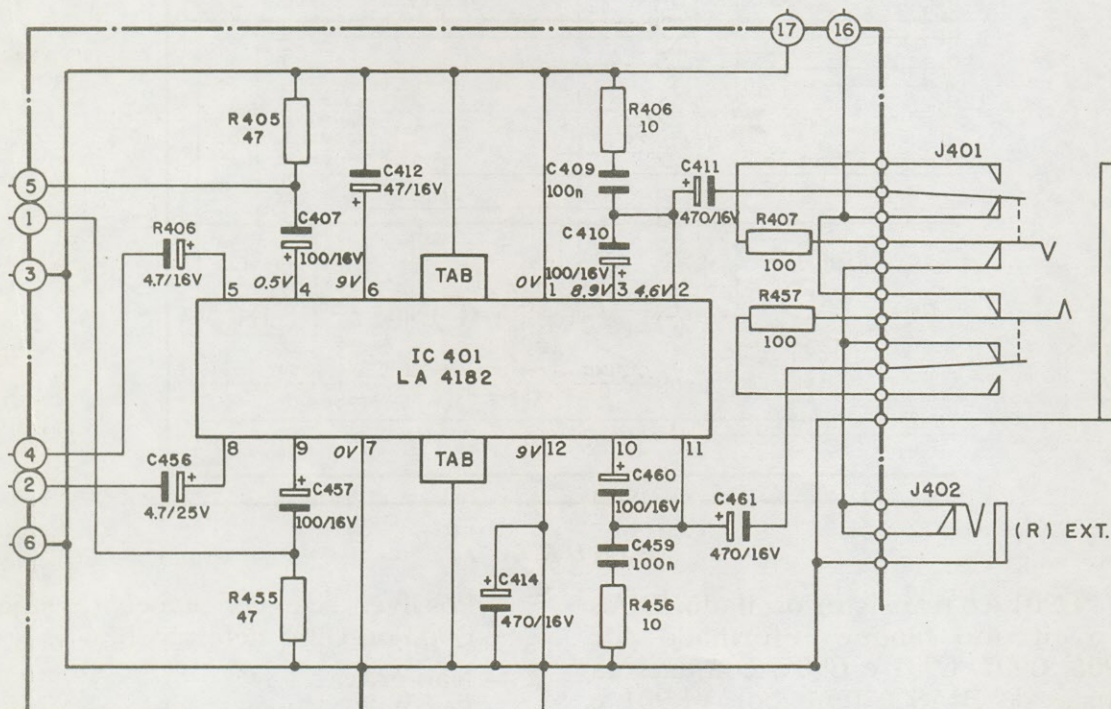 17
16
R405
47
R406
10
J401
C412
47/16V
+
C409
100n
C411
+
470/16V
5
1
C407
+
100/16V
C410
100/16V
+
R407
100
R406
+
4.7/16V
3
TAB
5
0.5V
4
9V
6
0V
1
8.9V
3
4.6V
2
R457
100
IC 401
LA 4182
8
9
0V
7
TAB
9V
12
10
11
4
2
C456
+
4.7/25V
+
C457
100/16V
+
C460
100/16V
C461
+
470/16V
J402
(R) EXT.
6
C459
100n
+
C414
470/16V
R455
47
R456
10